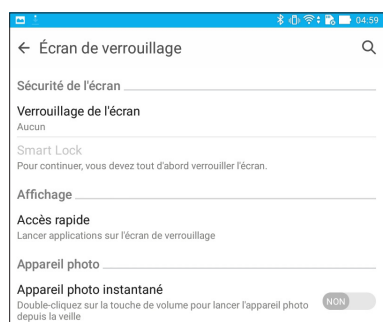 04:59
Écran de verrouillage
Sécurité de l'écran
Verrouillage de l'écran
Aucun
Smart Lock
Pour continuer, vous devez tout d'abord verrouiller l'écran.
Affichage
Accès rapide
Lancer applications sur l'écran de verrouillage
Appareil photo
Appareil photo instantané
Double-cliquez sur la touche de volume pour lancer l'appareil photo
depuis la veille
NON